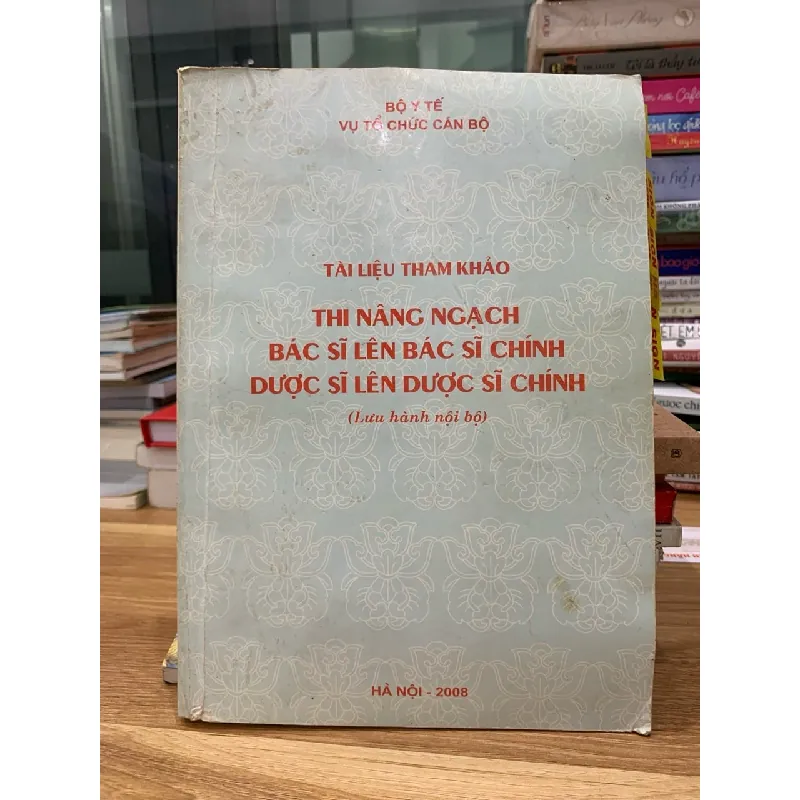 BỘ Y TẾ
VỤ TỔ CHỨC CÁN BỘ
TÀI LIỆU THAM KHẢO
THI NÂNG NGẠCH
BÁC SĨ LÊN BÁC SĨ CHÍNH
DƯỢC SĨ LÊN DƯỢC SĨ CHÍNH
(Lưu hành nội bộ)
HÀ NỘI - 2008